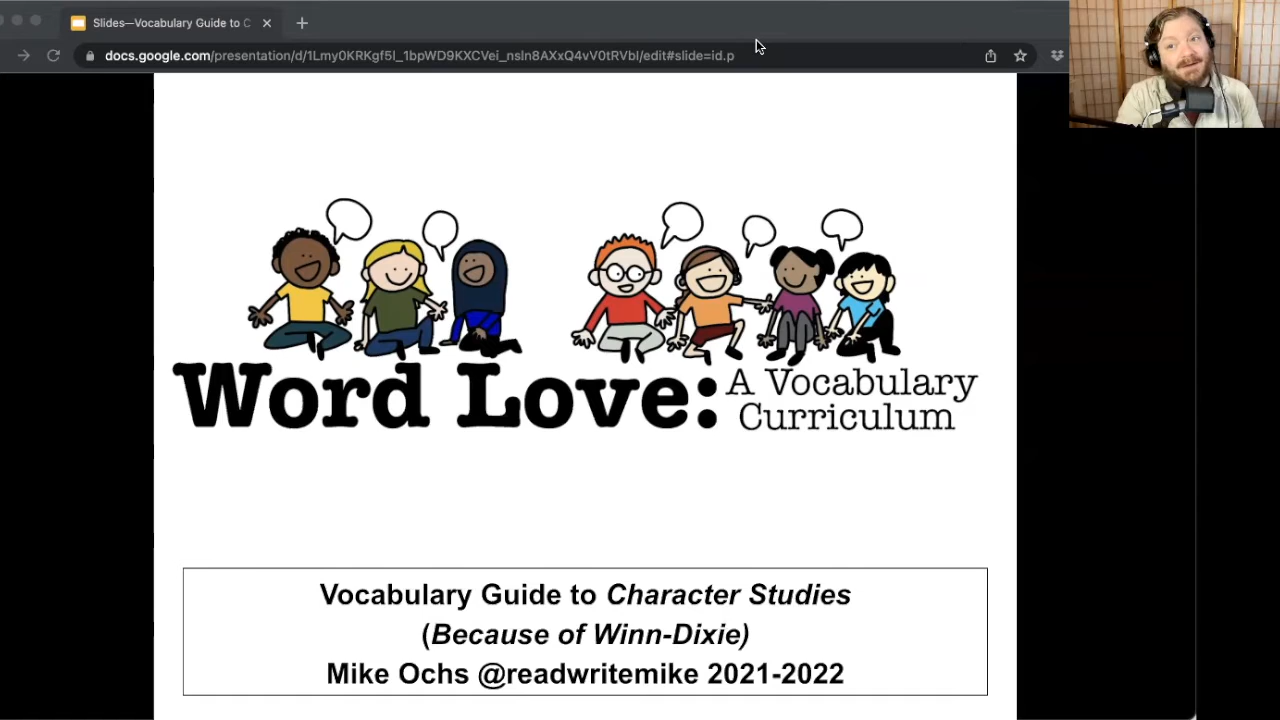 Slides—Vocabulary Guide to C
docs.google.com/presentation/d/1Lmy0KRKgf5l_1bpWD9KXCVei_nsln8AXxQ4vV0tRVbI/edit#slide=id.p
Word Love: A Vocabulary
Curriculum
Vocabulary Guide to Character Studies
(Because of Winn-Dixie)
Mike Ochs @readwritemike 2021-2022